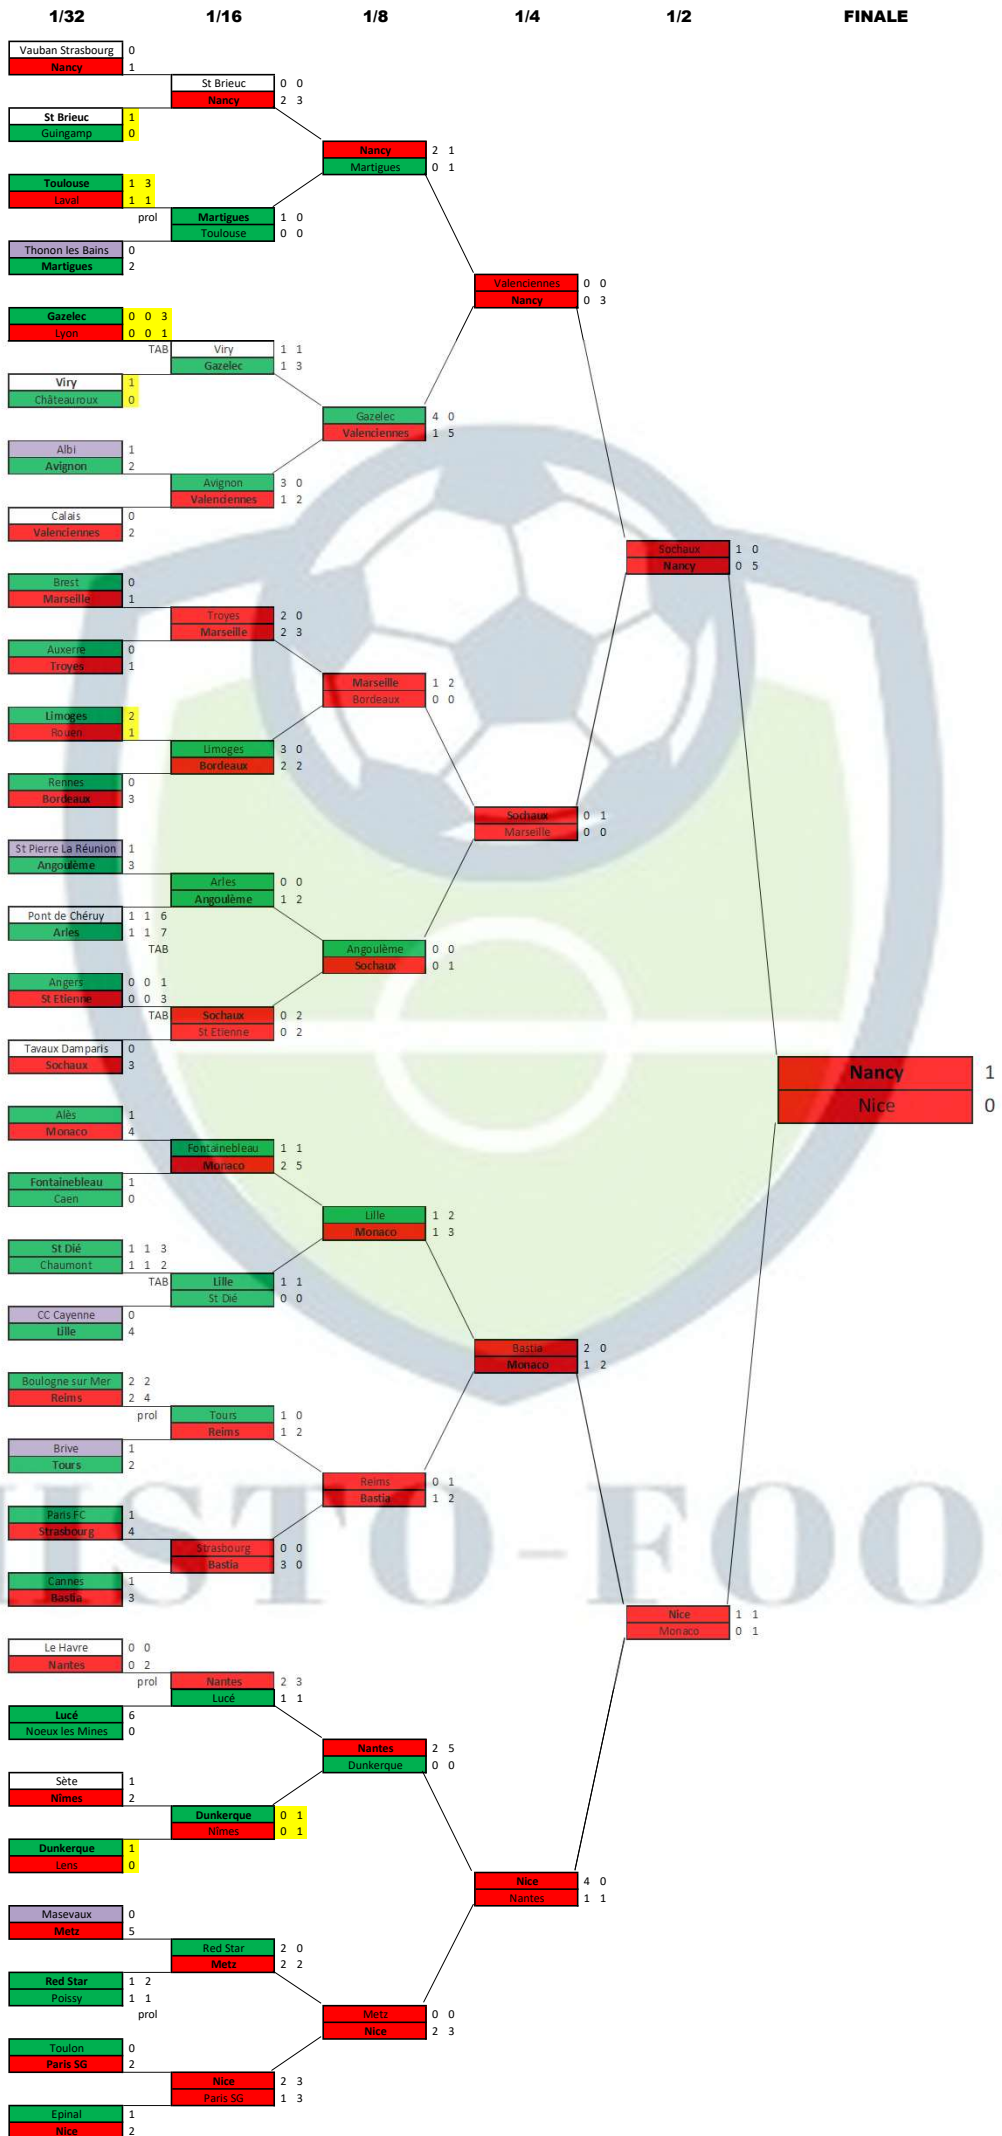 1/32 1/16 1/8 1/4 1/2 FINALE
Vauban Strasbourg 0
Nancy 1
St Brieuc 0 0
Nancy 2 3
St Brieuc 1
Guingamp 0
Nancy 2 1
Martigues 0 1
Toulouse 1 3
Laval 1 1
prol
Martigues 1 0
Toulouse 0 0
Thonon les Bains 0
Martigues 2
Valenciennes 0 0
Nancy 0 3
Gazelec 0 0 3
Lyon 0 0 1
TAB
Viry 1 1
Gazelec 1 3
Viry 1
Châteauroux 0
Gazelec 4 0
Valenciennes 1 5
Albi 1
Avignon 2
Avignon 3 0
Valenciennes 1 2
Calais 0
Valenciennes 2
Sochaux 1 0
Nancy 0 5
Brest 0
Marseille 1
Troyes 2 0
Marseille 2 3
Auxerre 0
Troyes 1
Marseille 1 2
Bordeaux 0 0
Limoges 2
Rouen 1
Limoges 3 0
Bordeaux 2 2
Rennes 0
Bordeaux 3
Sochaux 0 1
Marseille 0 0
St Pierre La Réunion 1
Angoulème 3
Arles 0 0
Angoulème 1 2
Pont de Chéruy 1 1 6
Arles 1 1 7
TAB
Angoulème 0 0
Sochaux 0 1
Angers 0 0 1
St Etienne 0 0 3
TAB
Sochaux 0 2
St Etienne 0 2
Tavaux Damparis 0
Sochaux 3
Nancy 1
Nice 0
Alès 1
Monaco 4
Fontainebleau 1 1
Monaco 2 5
Fontainebleau 1
Caen 0
Lille 1 2
Monaco 1 3
St Dié 1 1 3
Chaumont 1 1 2
TAB
Lille 1 1
St Dié 0 0
CC Cayenne 0
Lille 4
Bastia 2 0
Monaco 1 2
Boulogne sur Mer 2 2
Reims 2 4
prol
Tours 1 0
Reims 1 2
Brive 1
Tours 2
Reims 0 1
Bastia 1 2
HISTO-FOO
Paris FC 1
Strasbourg 4
Strasbourg 0 0
Bastia 3 0
Cannes 1
Bastia 3
Nice 1 1
Monaco 0 1
Le Havre 0 0
Nantes 0 2
prol
Nantes 2 3
Lucé 1 1
Lucé 6
Noeux les Mines 0
Nantes 2 5
Dunkerque 0 0
Sète 1
Nîmes 2
Dunkerque 0 1
Nîmes 0 1
Dunkerque 1
Lens 0
Nice 4 0
Nantes 1 1
Masevaux 0
Metz 5
Red Star 2 0
Metz 2 2
Red Star 1 2
Poissy 1 1
prol
Metz 0 0
Nice 2 3
Toulon 0
Paris SG 2
Nice 2 3
Paris SG 1 3
Epinal 1
Nice 2